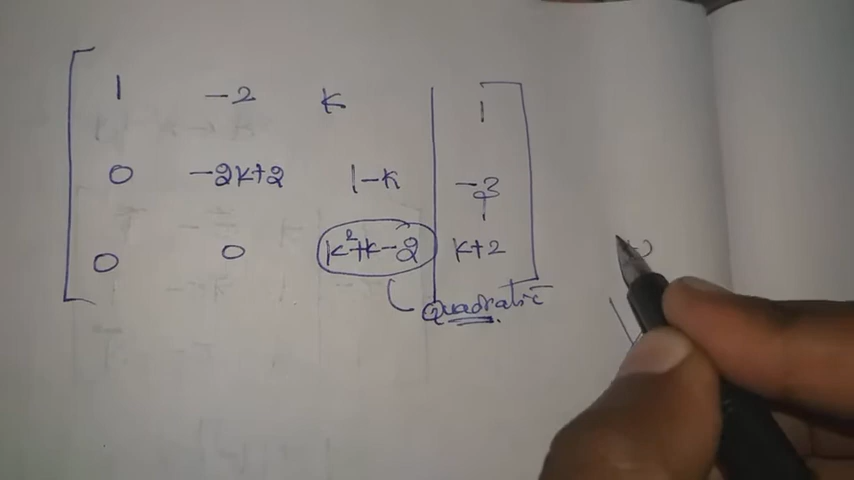 1 -2 k 1
0 -2k+2 1-k -3
0 0 k²+k-2 k+2
Quadratic